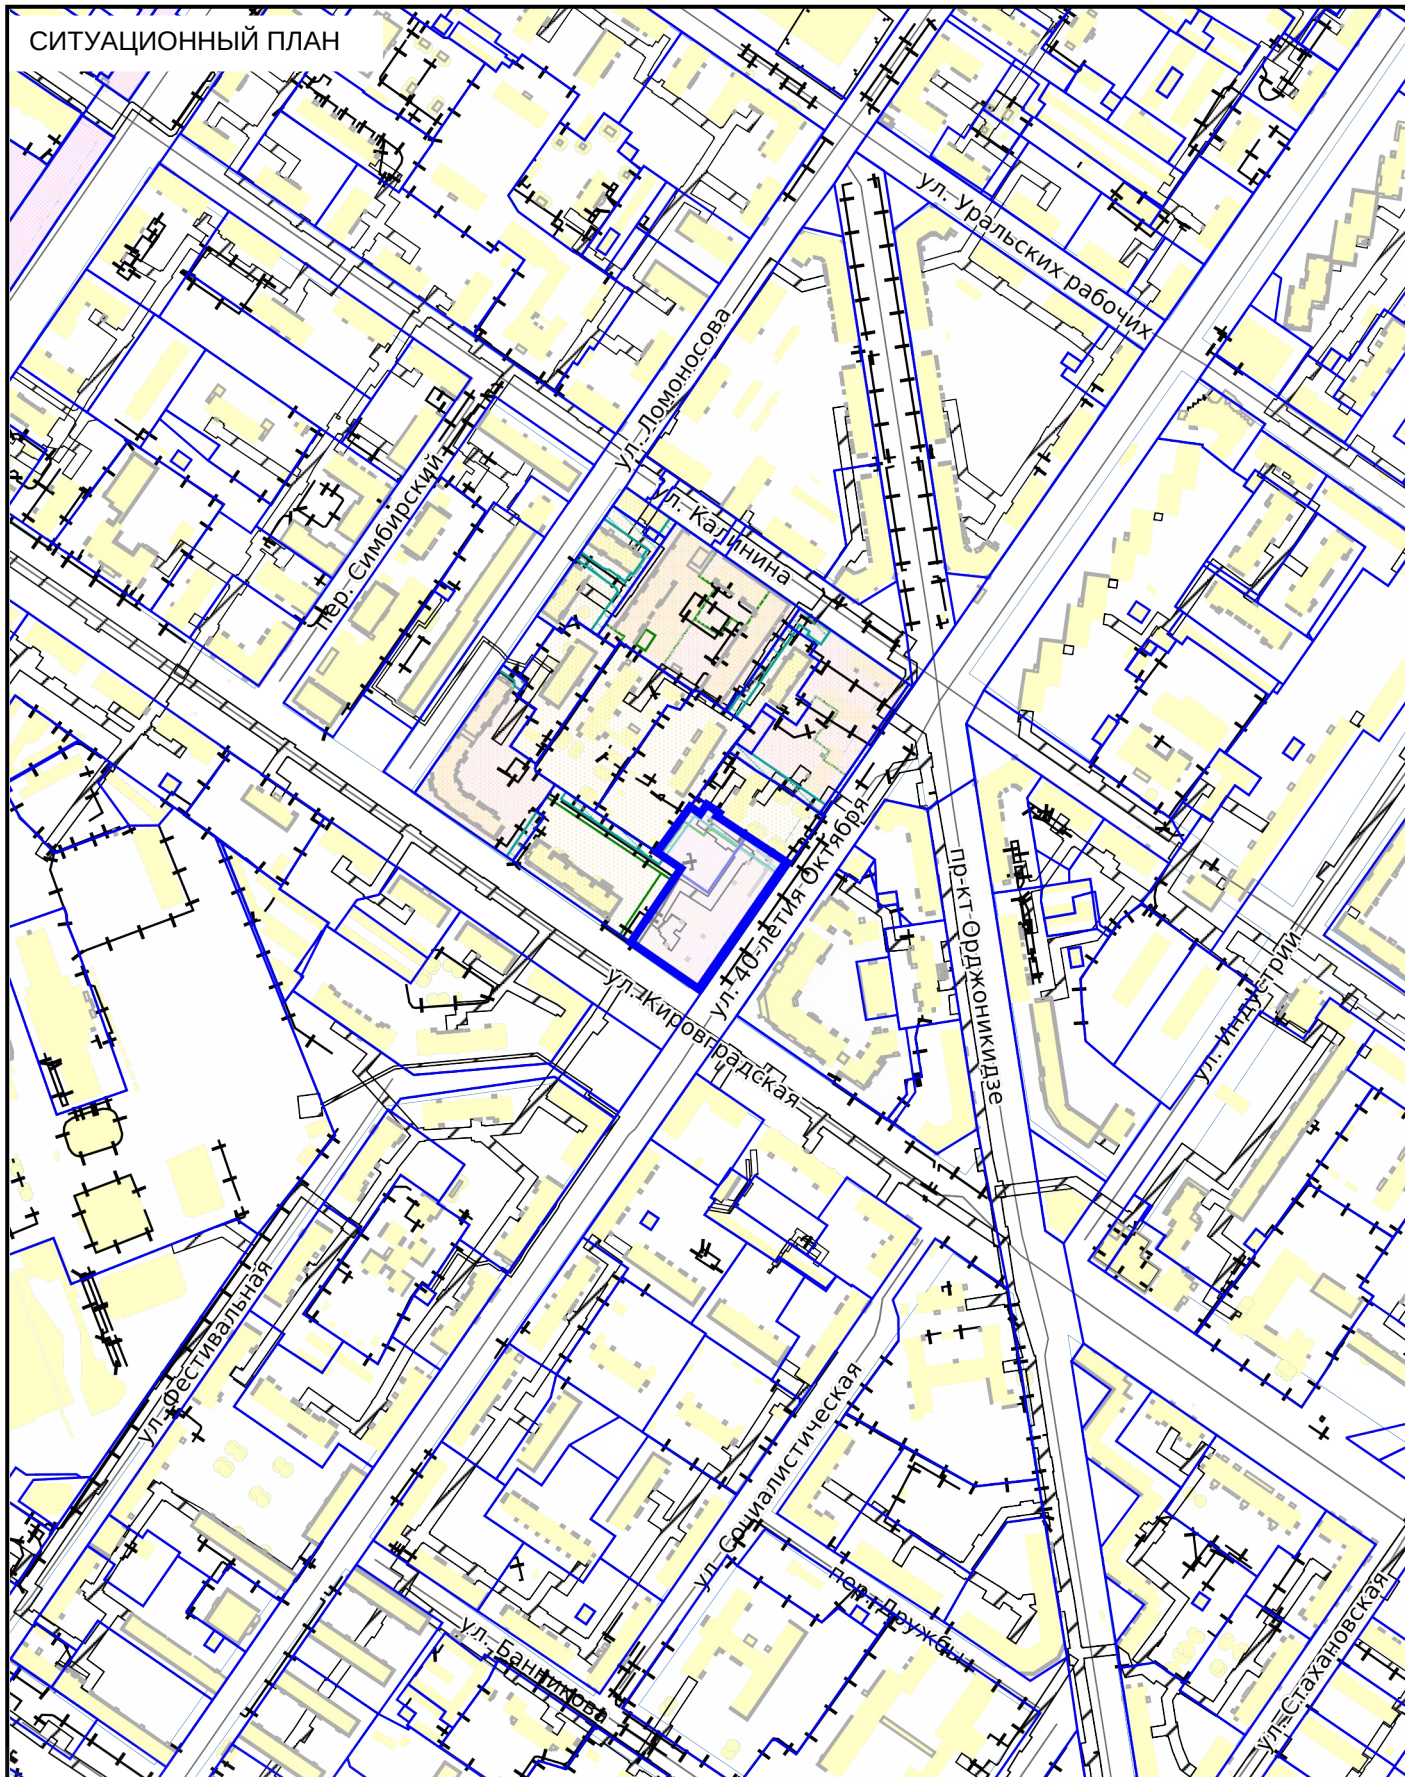 СИТУАЦИОННЫЙ ПЛАН
ул. Уральских рабочих
ул. Ломоносова
пер. Симбирский
ул. Калинина
ул. 40-летия Октября
пр-кт Орджоникидзе
ул. Индустрии
ул. Кировградская
ул. Фестивальная
ул. Социалистическая
пер. Дружбы
ул. Банникова
ул. Стахановская